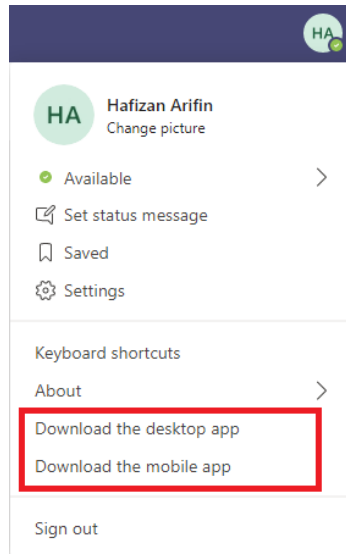 HA
HA
Hafizan Arifin
Change picture
Available
Set status message
Saved
Settings
Keyboard shortcuts
About
Download the desktop app
Download the mobile app
Sign out